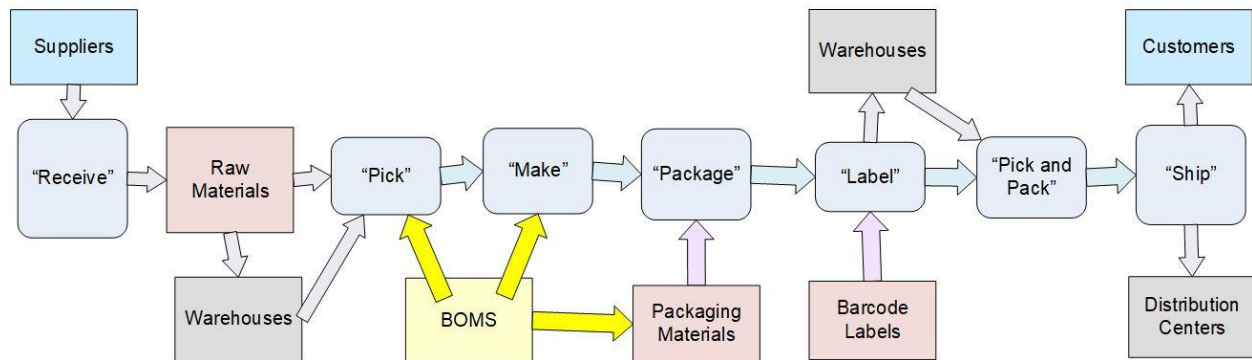 Suppliers
Warehouses
Customers
“Receive”
Raw
Materials
“Pick”
“Make”
“Package”
“Label”
“Pick and
Pack”
“Ship”
Warehouses
BOMS
Packaging
Materials
Barcode
Labels
Distribution
Centers